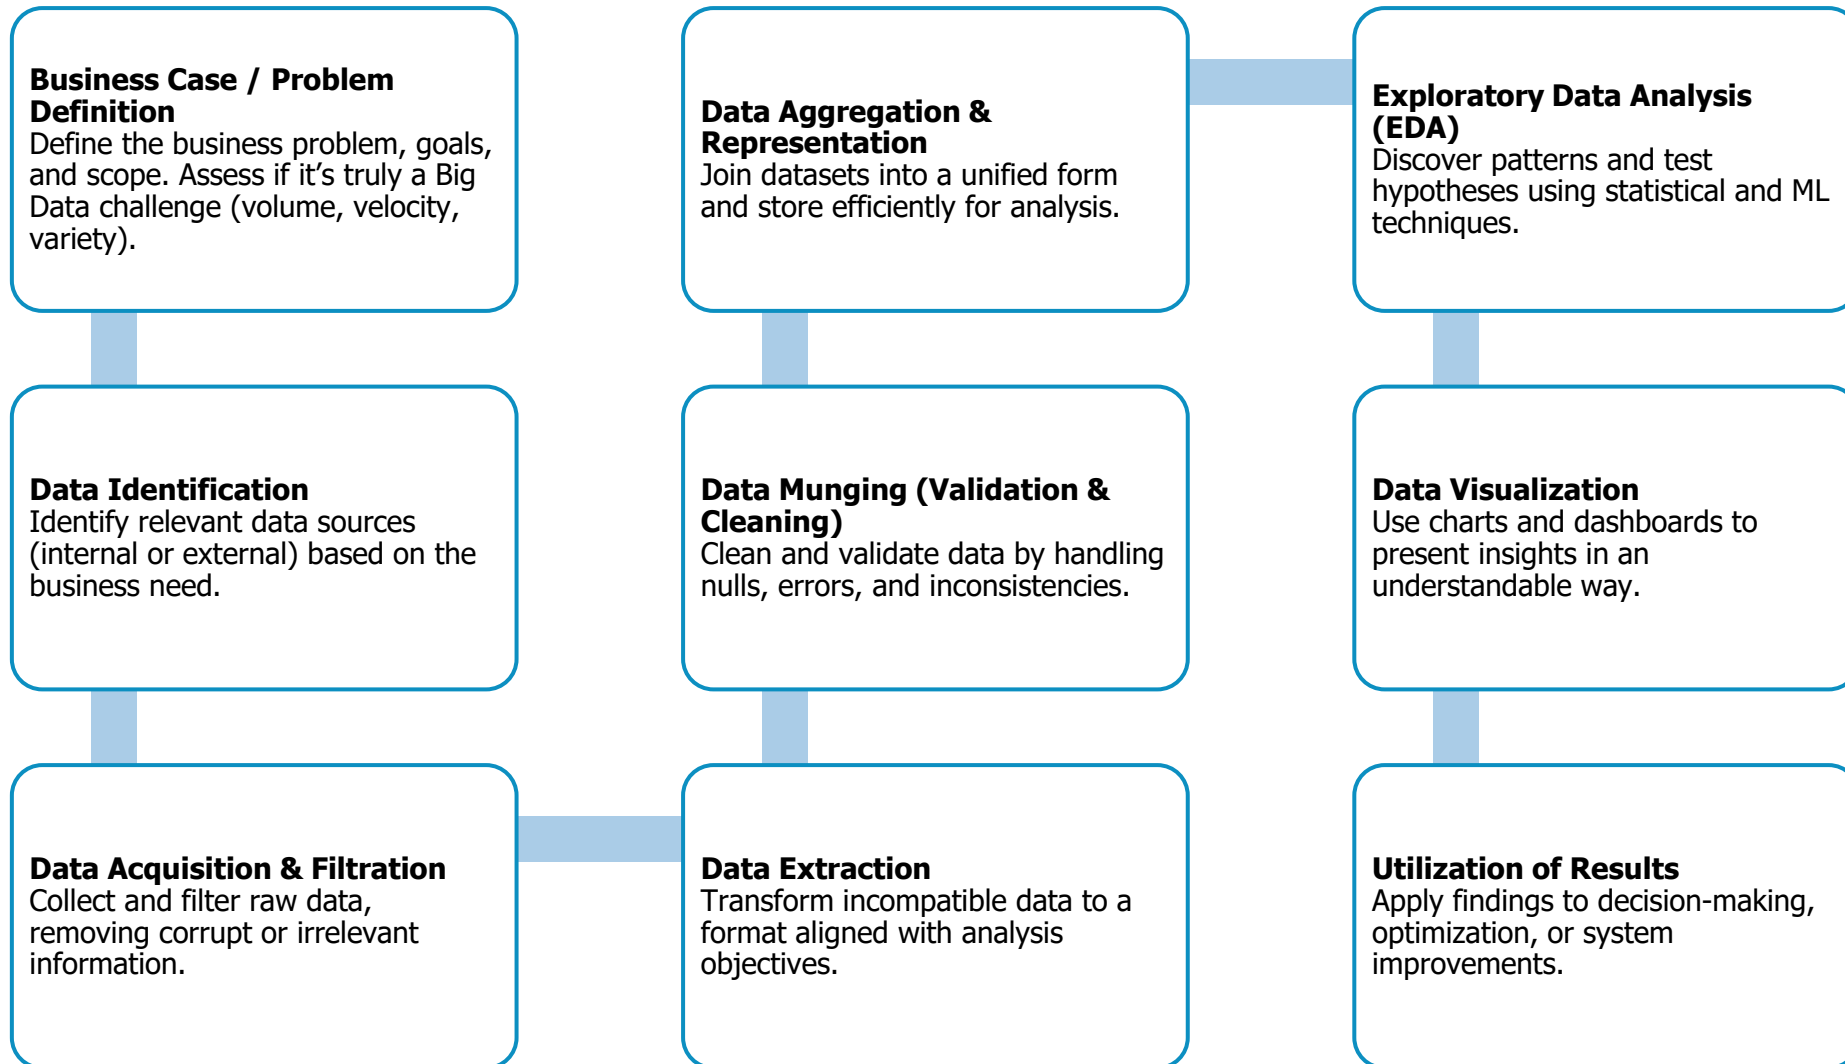 Business Case / Problem
Definition
Define the business problem, goals,
and scope. Assess if it’s truly a Big
Data challenge (volume, velocity,
variety).
Data Identification
Identify relevant data sources
(internal or external) based on the
business need.
Data Acquisition & Filtration
Collect and filter raw data,
removing corrupt or irrelevant
information.
Data Extraction
Transform incompatible data to a
format aligned with analysis
objectives.
Data Munging (Validation &
Cleaning)
Clean and validate data by handling
nulls, errors, and inconsistencies.
Data Aggregation &
Representation
Join datasets into a unified form
and store efficiently for analysis.
Exploratory Data Analysis
(EDA)
Discover patterns and test
hypotheses using statistical and ML
techniques.
Data Visualization
Use charts and dashboards to
present insights in an
understandable way.
Utilization of Results
Apply findings to decision-making,
optimization, or system
improvements.